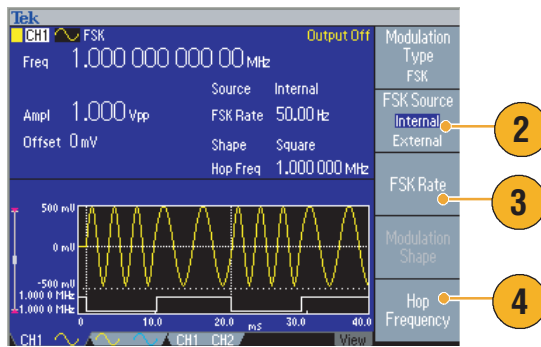 Tek
CH1 FSK Output Off
Freq 1.000 000 000 00 MHz
Source Internal
Ampl 1.000 Vpp FSK Rate 50.00 Hz
Offset 0 mV Shape Square
Hop Freq 1.000 000 MHz
500 mU
0 mU
-500 mU
1.000 0 MHz
1.000 0 MHz
0 10.0 20.0 ms 30.0 40.0
CH1 CH1 CH2 View
Modulation
Type
FSK
FSK Source
Internal
External
2
FSK Rate
3
Modulation
Shape
Hop
Frequency
4